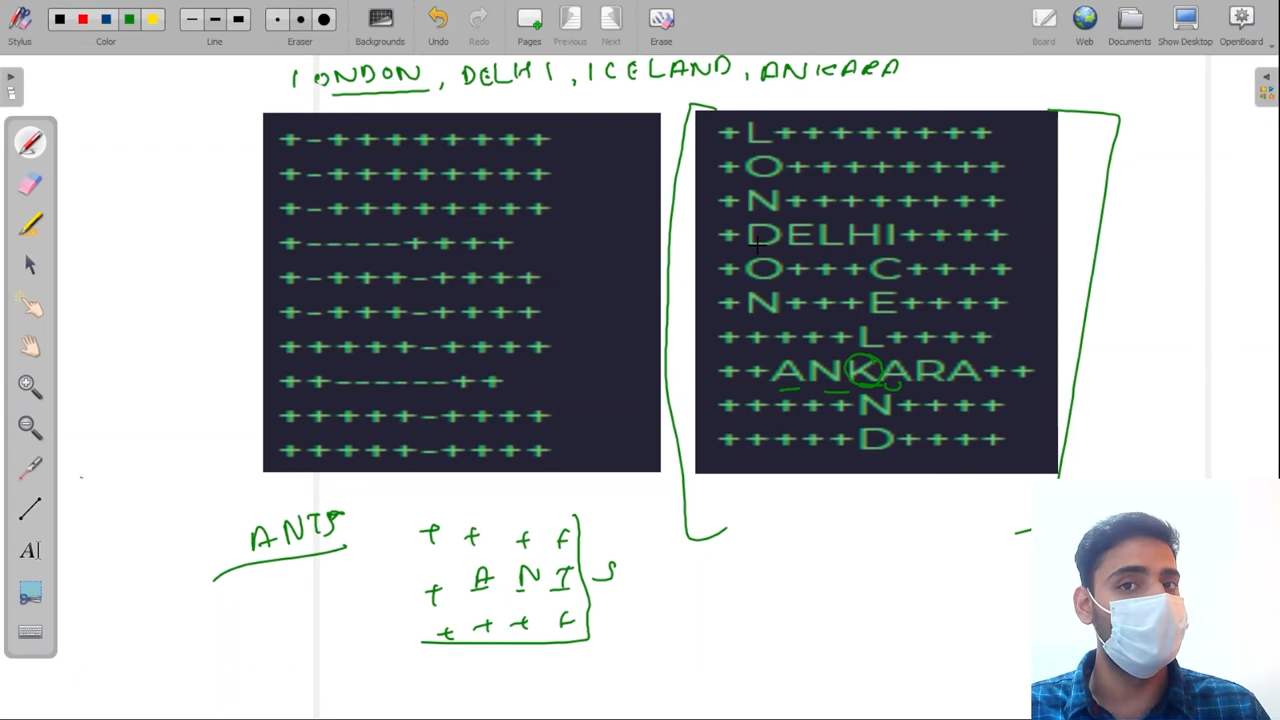 Stylus
Color
Line
Eraser
Backgrounds
Undo
Redo
Pages
Previous
Next
Erase
Board
Web
Documents
Show Desktop
OpenBoard
LONDON, DELHI, ICELAND, ANKARA
+-++++++++
+-++++++++
+-++++++++
+-----++++
+-+++-++++
+-+++-++++
+++++-++++
++------++
+++++-++++
+++++-++++
+L++++++++
+O++++++++
+N++++++++
+DELHI++++
+O+++C++++
+N+++E++++
+++++L++++
++ANKARA++
+++++N++++
+++++D++++
ANTS
+ + + +
+ A N T S
+ + + +
A